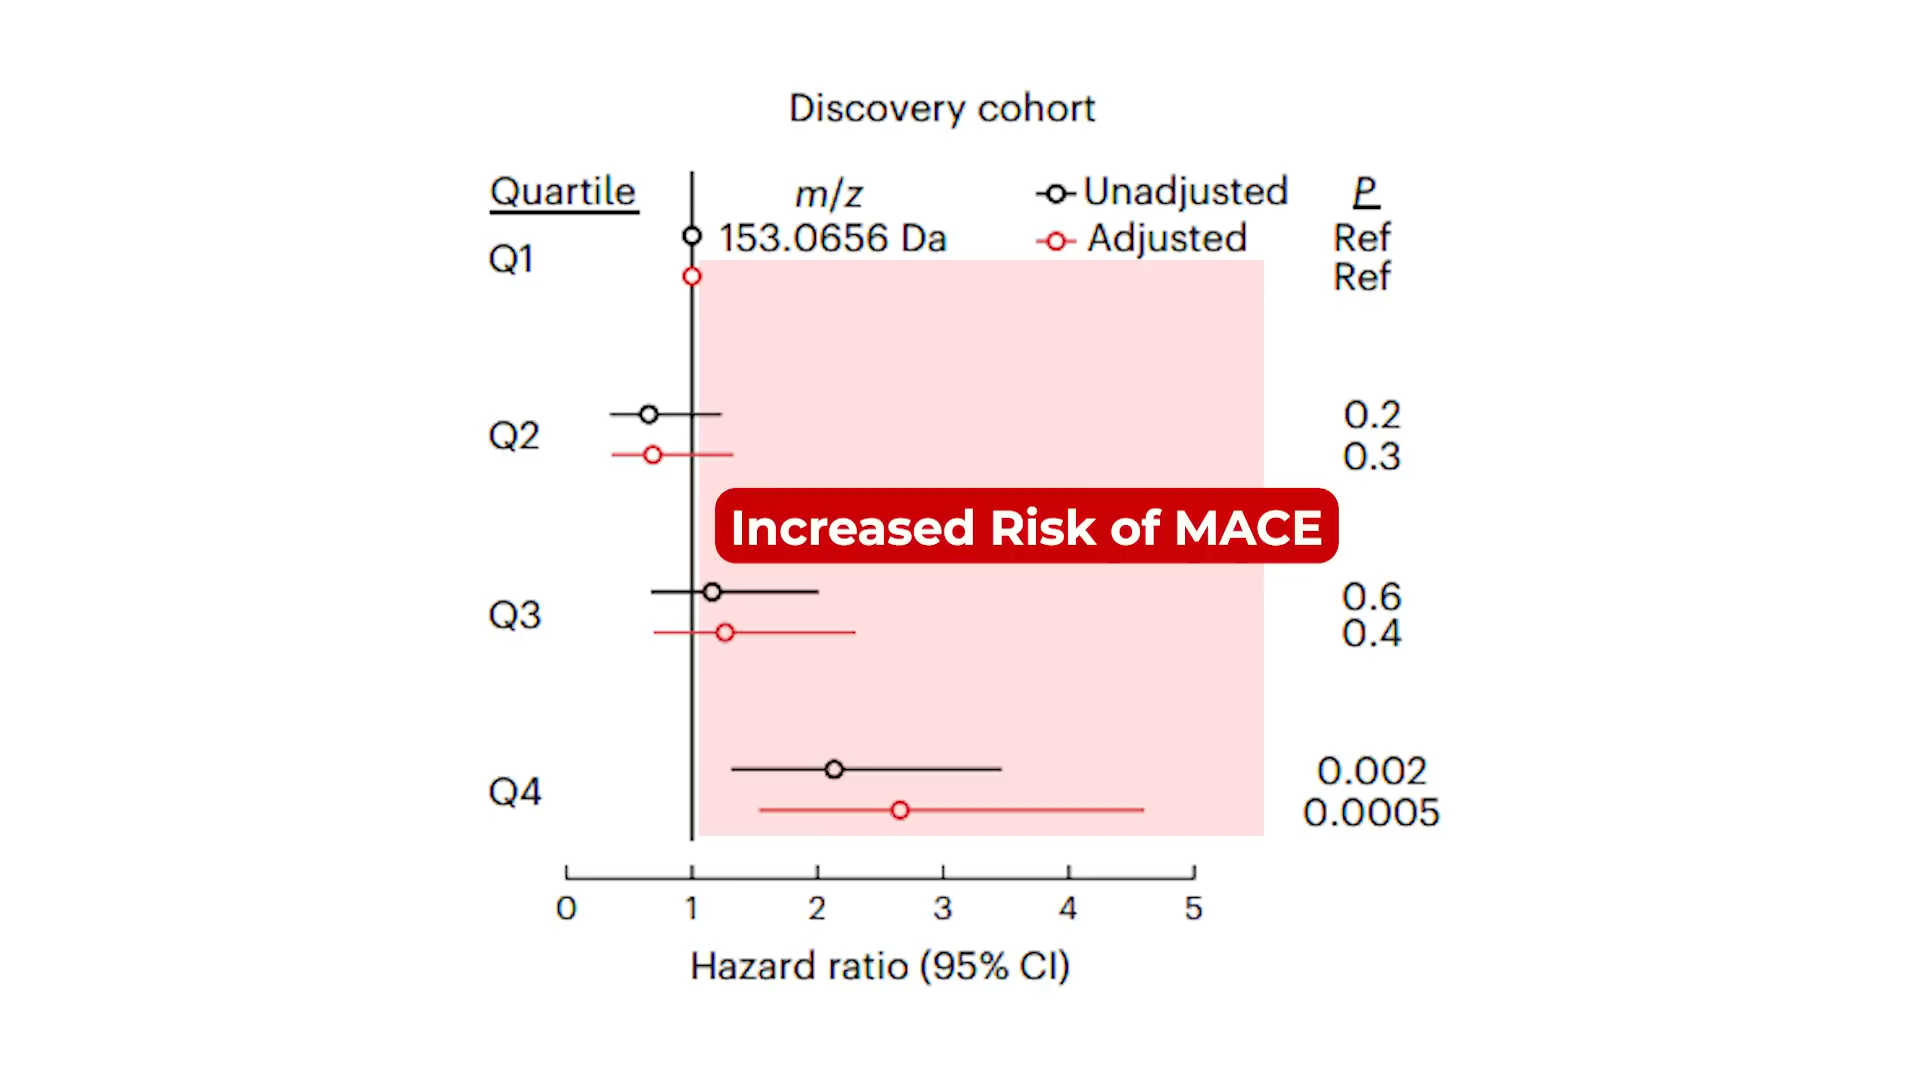 Discovery cohort
Quartile m/z Unadjusted P
153.0656 Da Adjusted Ref
Q1 Ref
0.2
Q2 0.3
Increased Risk of MACE
0.6
Q3 0.4
0.002
Q4 0.0005
0 1 2 3 4 5
Hazard ratio (95% CI)